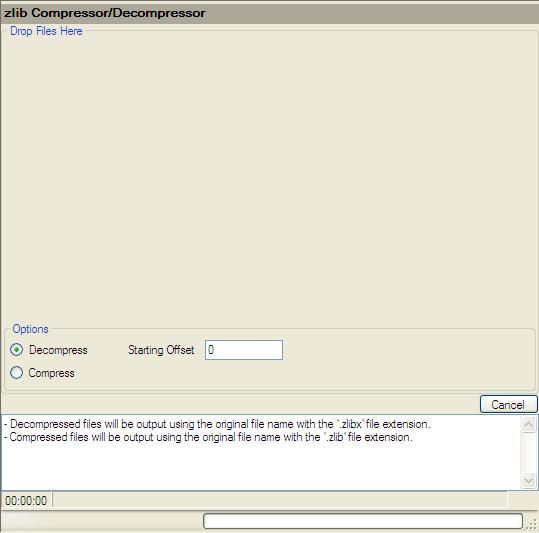 zlib Compressor/Decompressor
Drop Files Here
Options
Decompress Starting Offset 0
Compress
Cancel
- Decompressed files will be output using the original file name with the '.zlibx' file extension.
- Compressed files will be output using the original file name with the '.zlib' file extension.
00:00:00